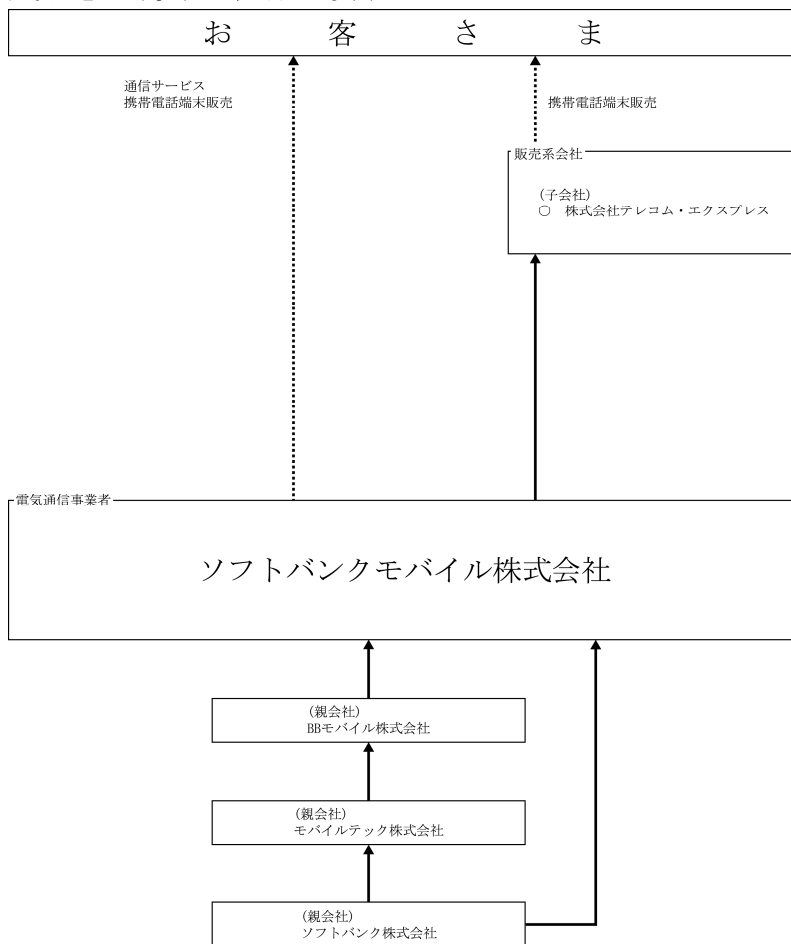 お客さま
通信サービス
携帯電話端末販売
携帯電話端末販売
販売系会社
(子会社)
○ 株式会社テレコム・エクスプレス
電気通信事業者
ソフトバンクモバイル株式会社
(親会社)
BBモバイル株式会社
(親会社)
モバイルテック株式会社
(親会社)
ソフトバンク株式会社